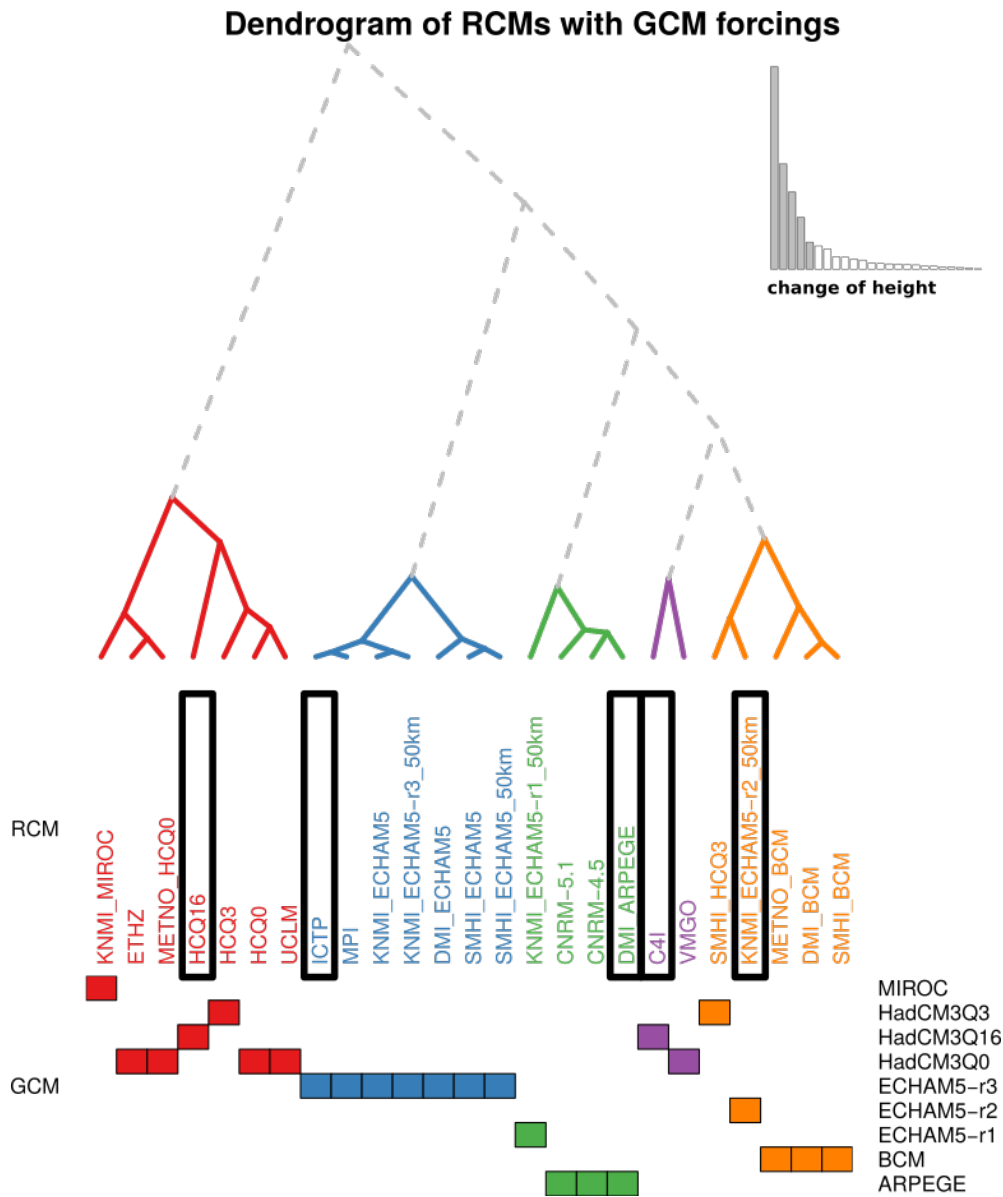 Dendrogram of RCMs with GCM forcings
change of height
RCM
KNMI_MIROC
ETHZ
METNO_HCQ0
HCQ16
HCQ3
HCQ0
UCLM
ICTP
MPI
KNMI_ECHAM5
KNMI_ECHAM5-r3_50km
DMI_ECHAM5
SMHI_ECHAM5
SMHI_ECHAM5_50km
KNMI_ECHAM5-r1_50km
CNRM-5.1
CNRM-4.5
DMI_ARPEGE
C4I
VMGO
SMHI_HCQ3
KNMI_ECHAM5-r2_50km
METNO_BCM
DMI_BCM
SMHI_BCM
GCM
MIROC
HadCM3Q3
HadCM3Q16
HadCM3Q0
ECHAM5-r3
ECHAM5-r2
ECHAM5-r1
BCM
ARPEGE